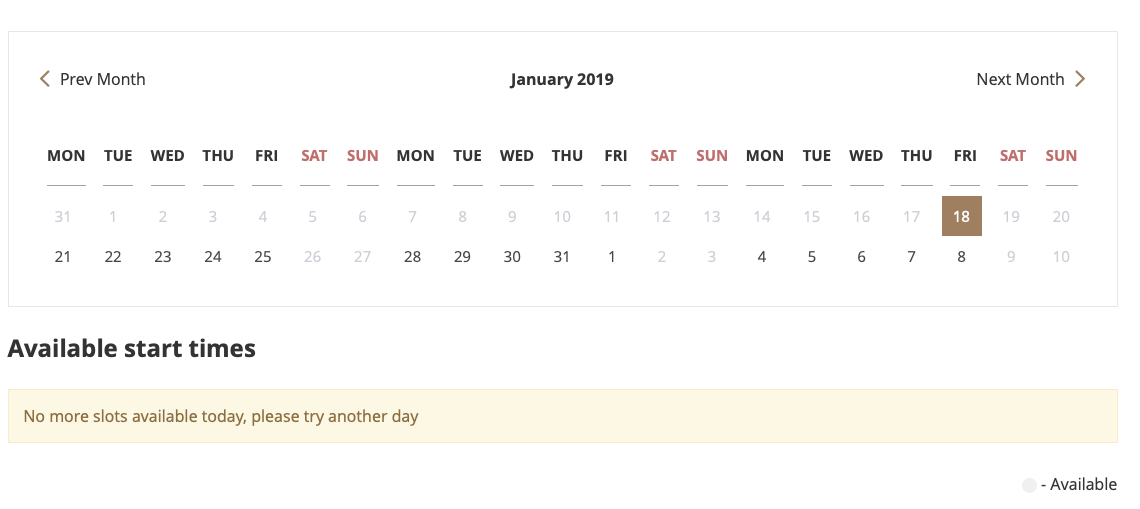 Prev Month January 2019 Next Month
MON TUE WED THU FRI SAT SUN MON TUE WED THU FRI SAT SUN MON TUE WED THU FRI SAT SUN
31 1 2 3 4 5 6 7 8 9 10 11 12 13 14 15 16 17 18 19 20
21 22 23 24 25 26 27 28 29 30 31 1 2 3 4 5 6 7 8 9 10
Available start times
No more slots available today, please try another day
- Available